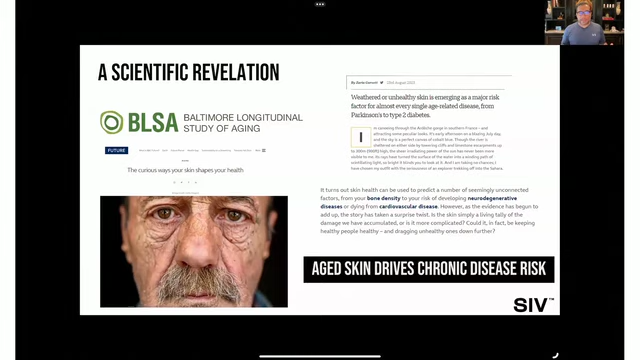 A SCIENTIFIC REVELATION
BLSA BALTIMORE LONGITUDINAL
STUDY OF AGING
FUTURE
The curious ways your skin shapes your health
Weathered or unhealthy skin is emerging as a major risk
factor for almost every single age-related disease, from
Parkinson's to type 2 diabetes.
It turns out skin health can be used to predict a number of seemingly unconnected
factors, from your bone density to your risk of developing neurodegenerative
diseases or dying from cardiovascular disease. However, as the evidence has begun to
add up, the story has taken a surprise twist. Is the skin simply a living tally of the
damage we have accumulated, or is it more complicated? Could it, in fact, be keeping
healthy people healthy – and dragging unhealthy ones down further?
AGED SKIN DRIVES CHRONIC DISEASE RISK
SIV™